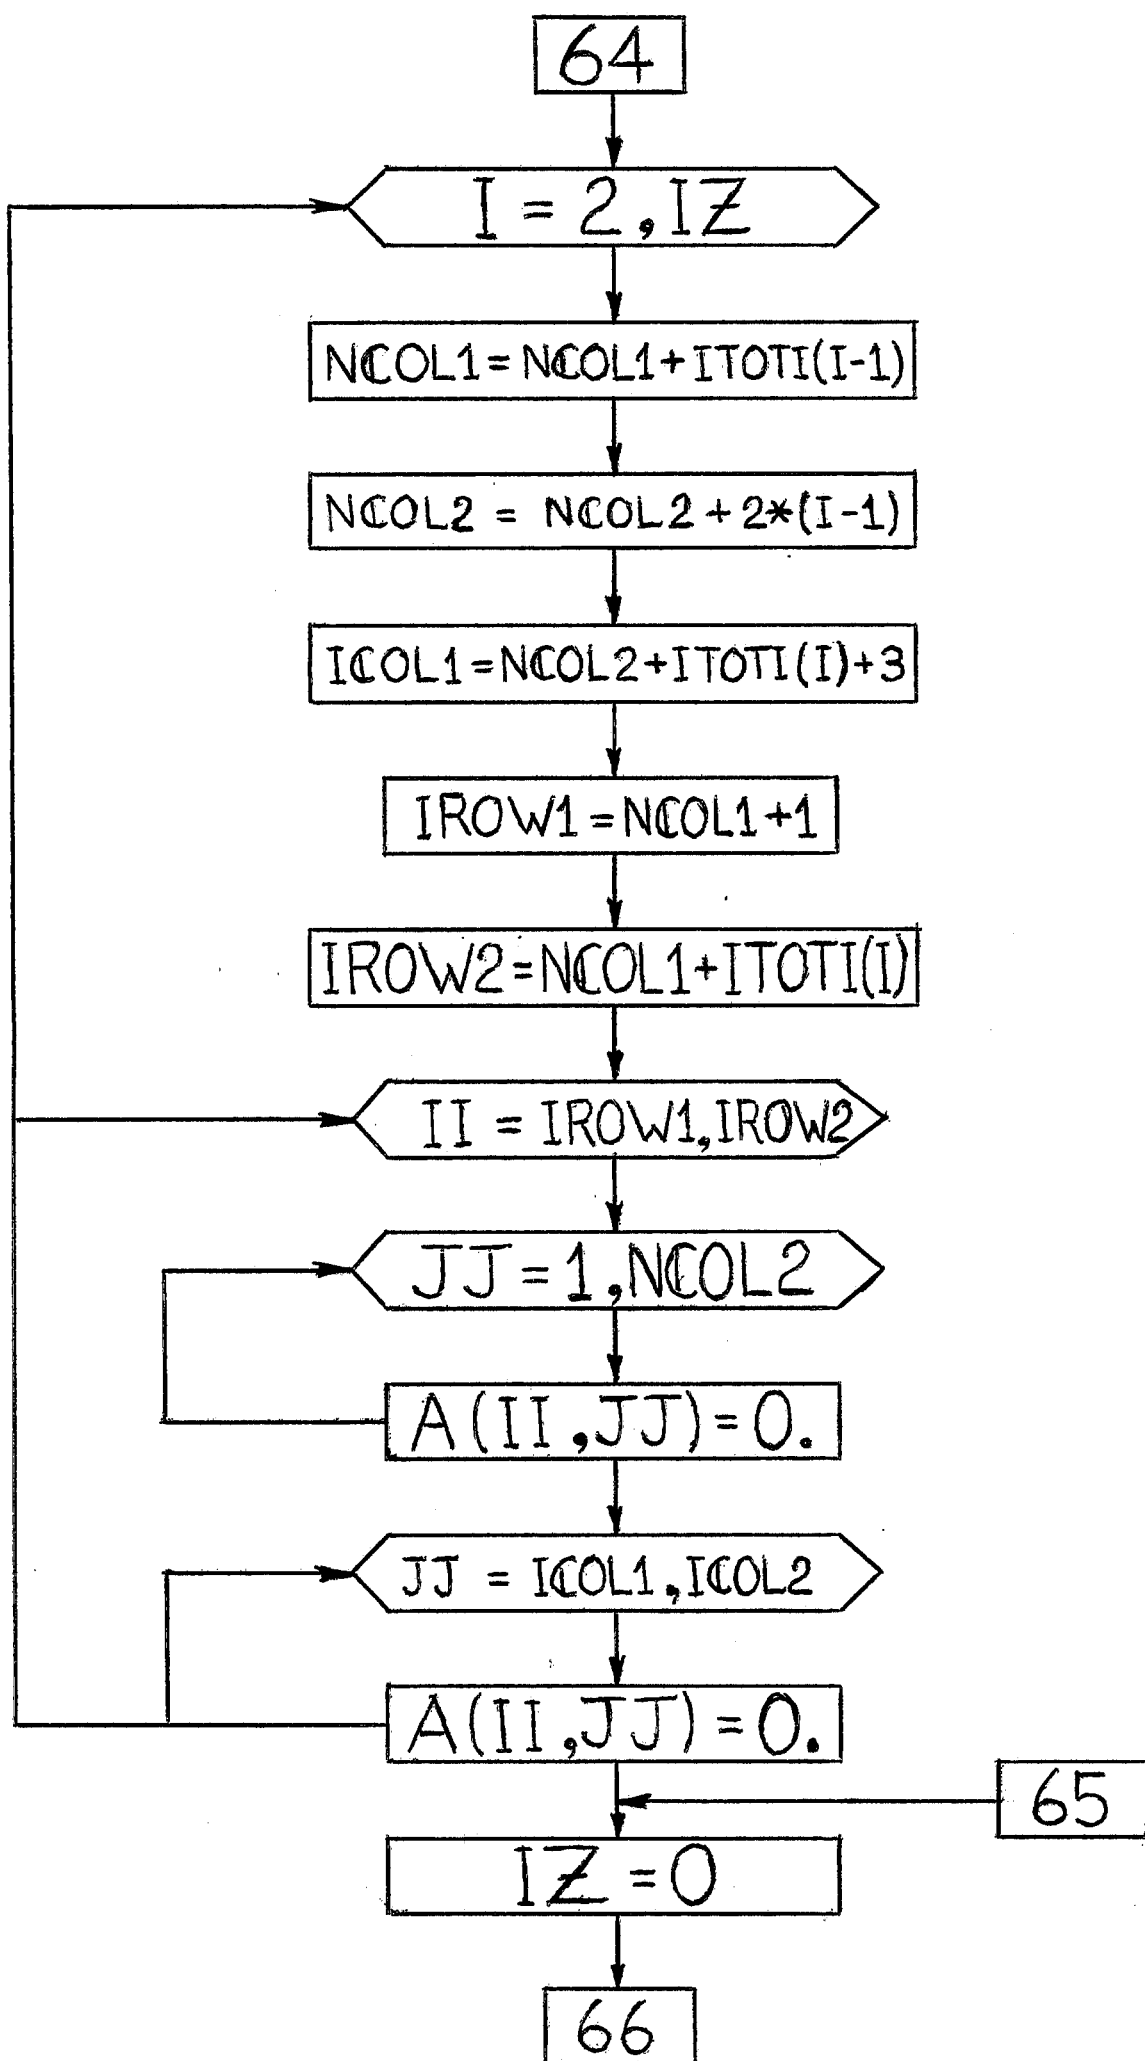 64
I = 2, IZ
NCOL1=NCOL1+ITOTI(I-1)
NCOL2 = NCOL2+2*(I-1)
ICOL1=NCOL2+ITOTI(I)+3
IROW1=NCOL1+1
IROW2=NCOL1+ITOTI(I)
II = IROW1,IROW2
JJ=1,NCOL2
A(II,JJ)=0.
JJ = ICOL1,ICOL2
A(II,JJ)=0.
65
IZ=0
66